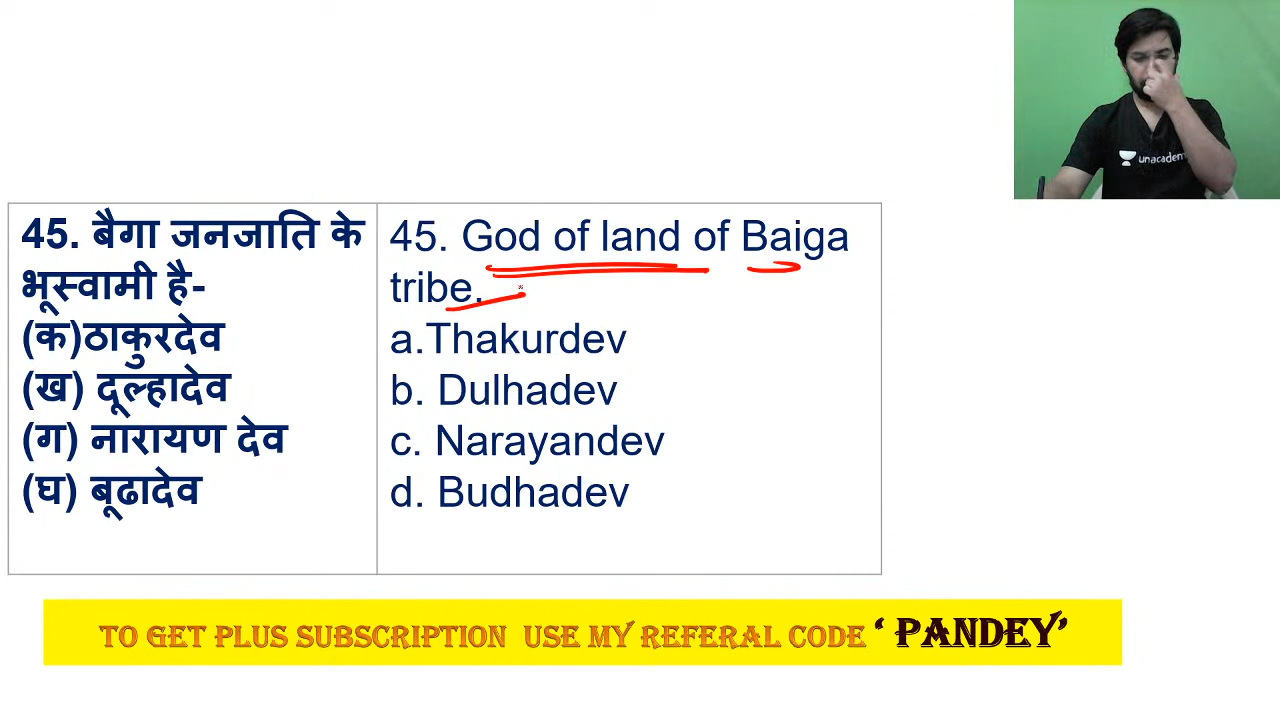 unacadem
45. बैगा जनजाति के
भूस्वामी है-
(क)ठाकुरदेव
(ख) दूल्हादेव
(ग) नारायण देव
(घ) बूढादेव
45. God of land of Baiga
tribe.
a.Thakurdev
b. Dulhadev
c. Narayandev
d. Budhadev
TO GET PLUS SUBSCRIPTION USE MY REFERAL CODE ‘ PANDEY’